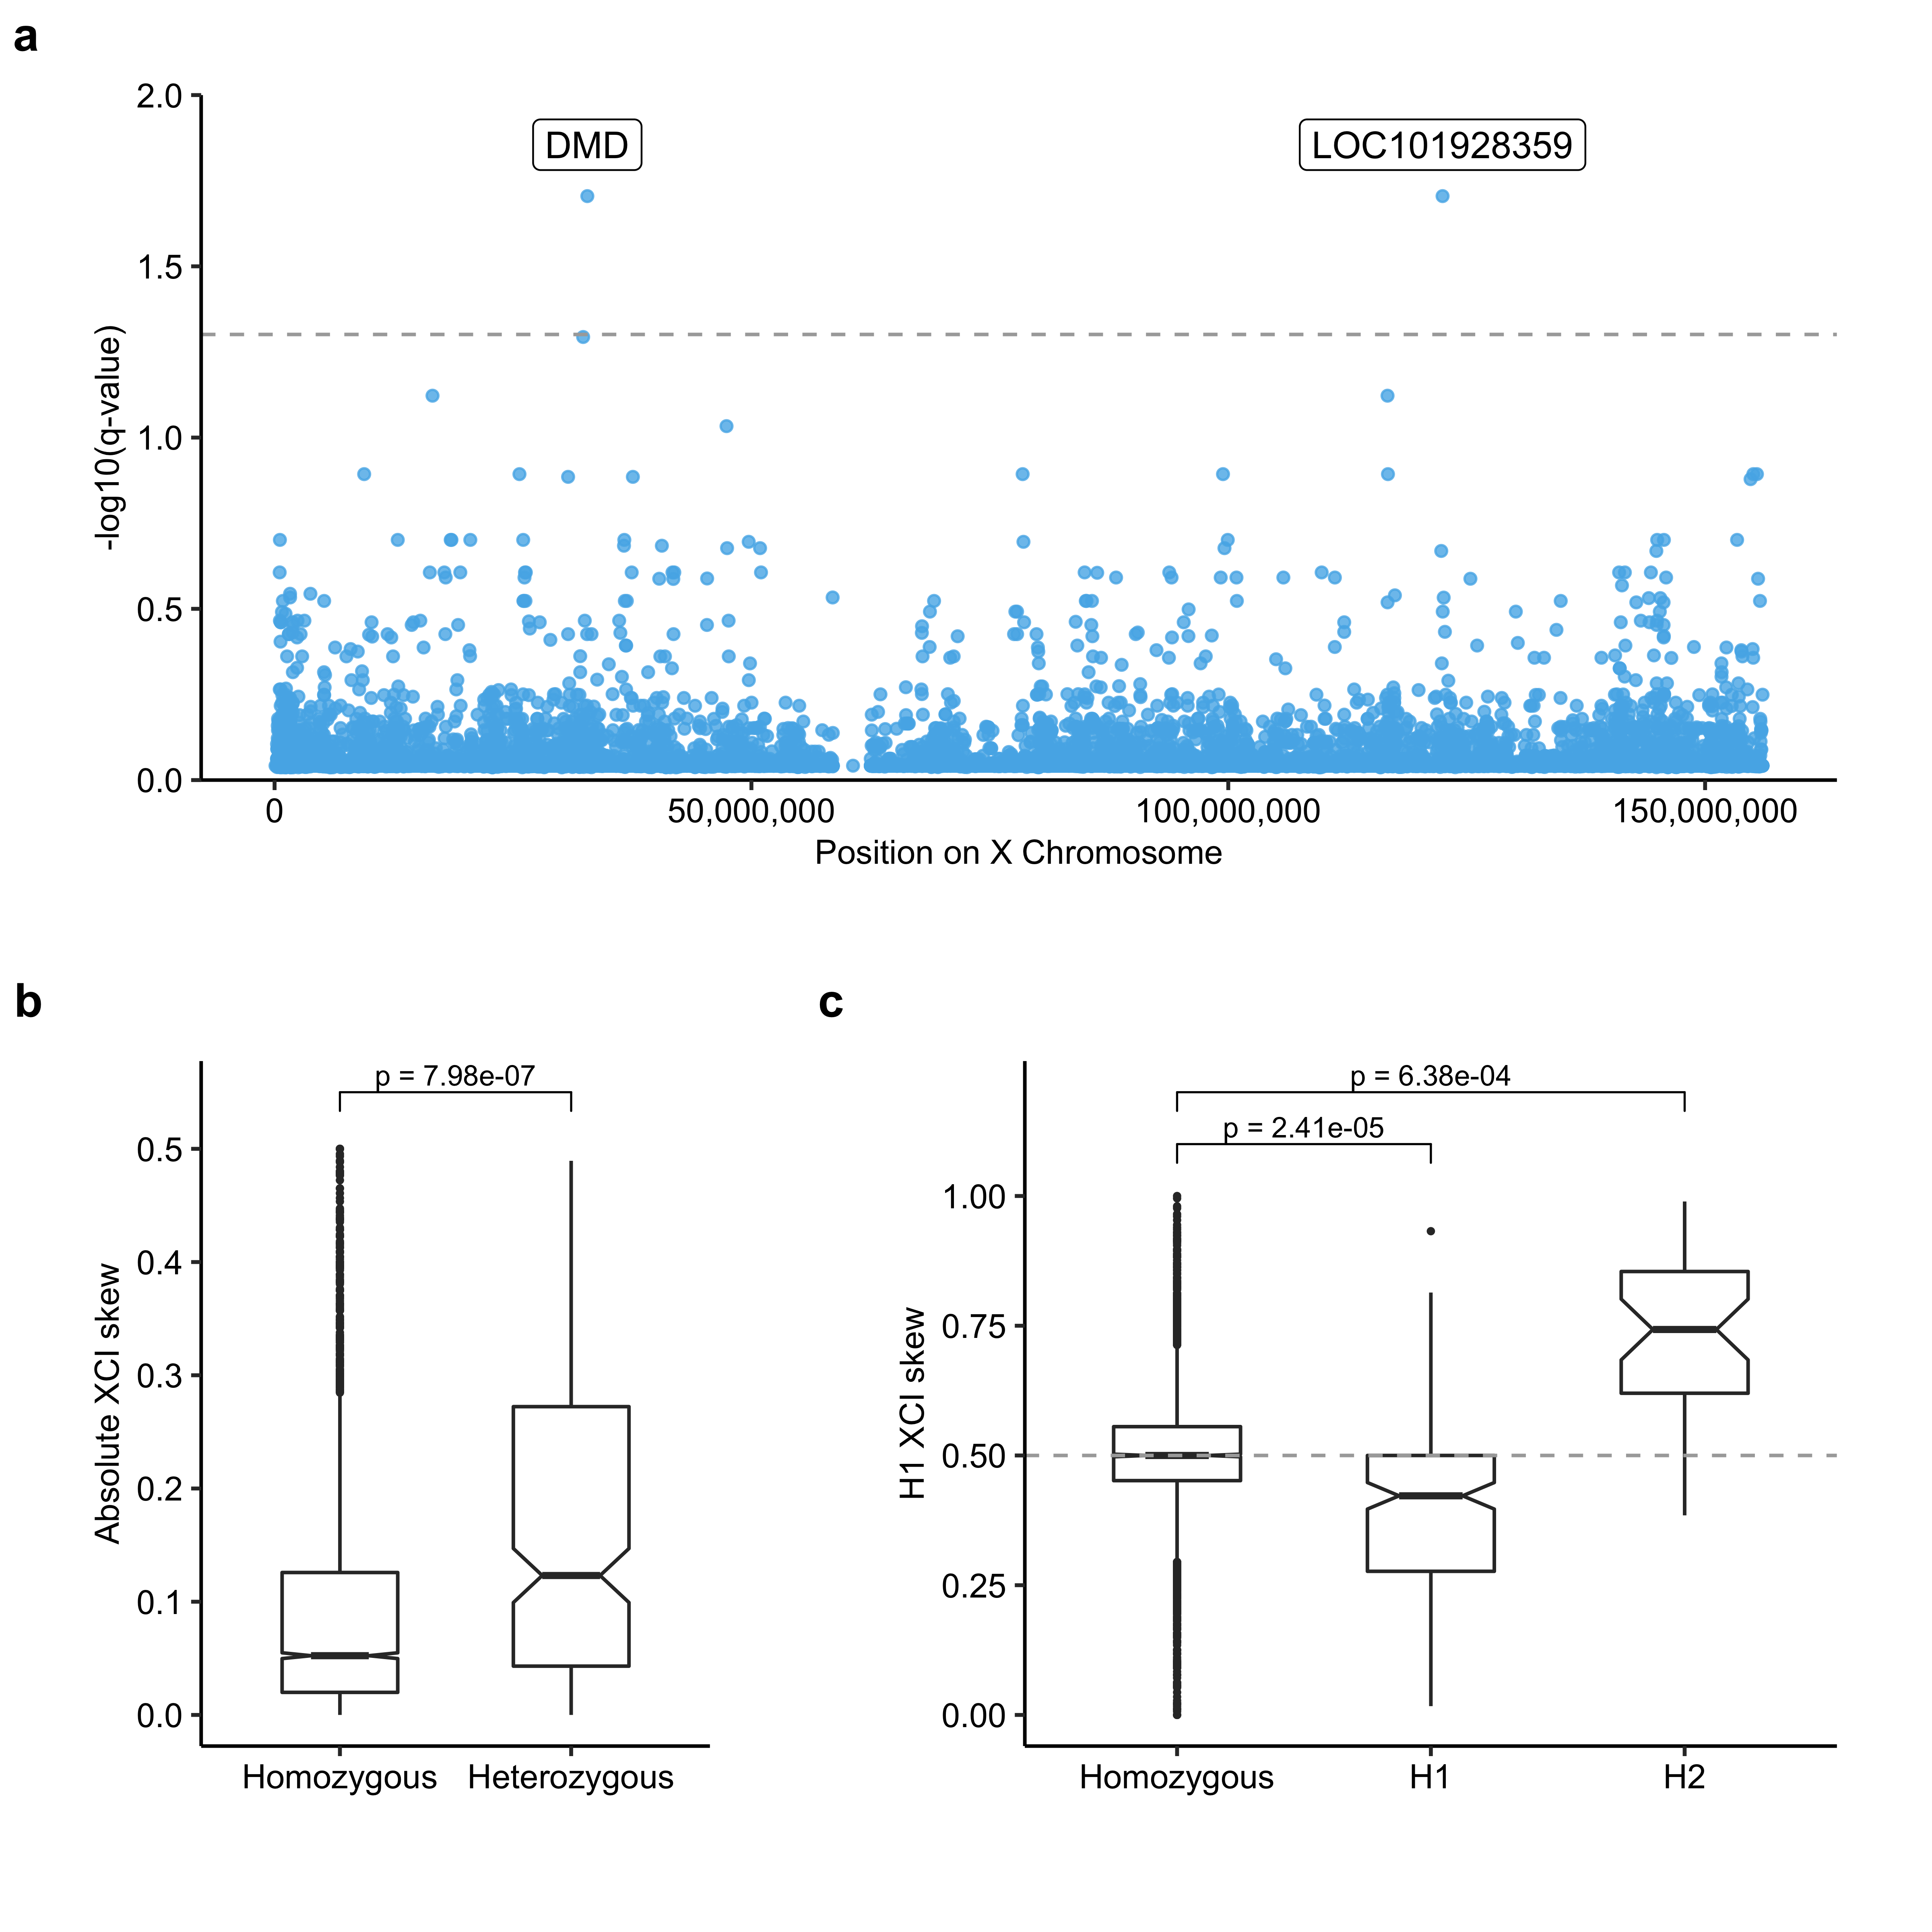 a
2.0
DMD
LOC101928359
1.5
1.0
0.5
0.0
-log10(q-value)
0
50,000,000
100,000,000
150,000,000
Position on X Chromosome
b
p = 7.98e-07
0.5
0.4
0.3
0.2
0.1
0.0
Absolute XCI skew
Homozygous
Heterozygous
c
p = 6.38e-04
p = 2.41e-05
1.00
0.75
0.50
0.25
0.00
H1 XCI skew
Homozygous
H1
H2